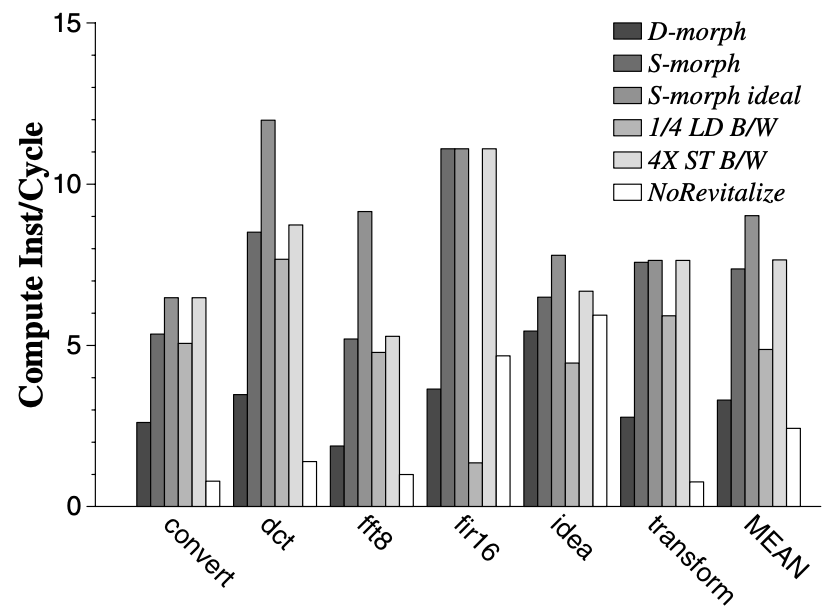 15
10
5
0
Compute Inst/Cycle
D-morph
S-morph
S-morph ideal
1/4 LD B/W
4X ST B/W
NoRevitalize
convert
dct
fft8
fir16
idea
transform
MEAN